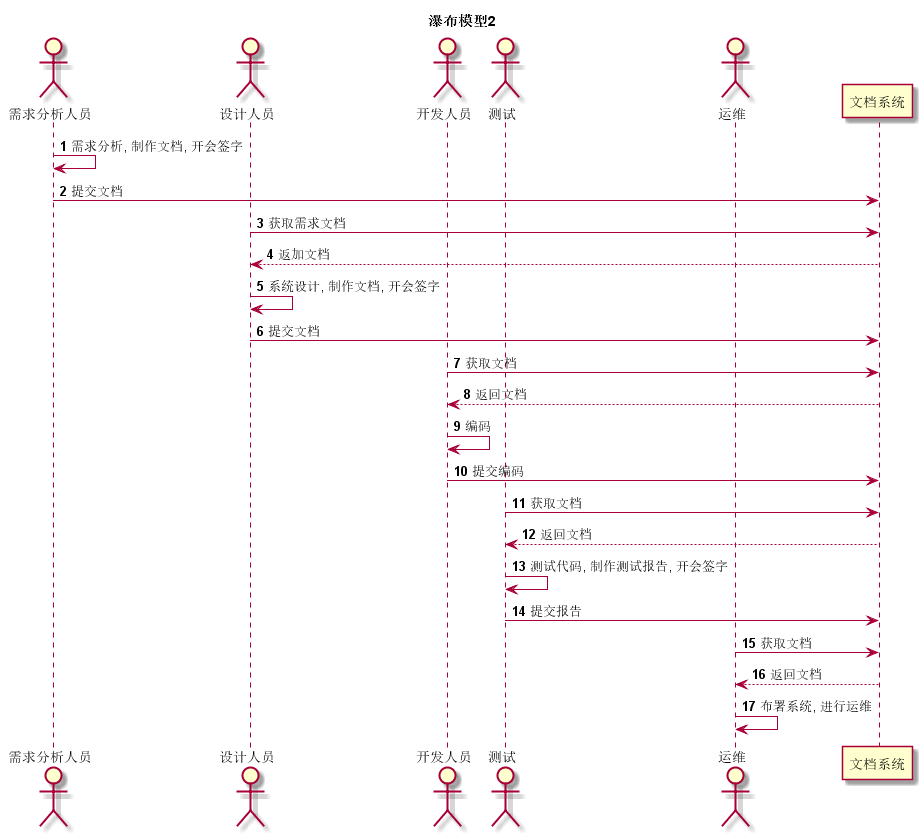 瀑布模型2
需求分析人员 设计人员 开发人员 测试 运维 文档系统
1 需求分析, 制作文档, 开会签字
2 提交文档
3 获取需求文档
4 返加文档
5 系统设计, 制作文档, 开会签字
6 提交文档
7 获取文档
8 返回文档
9 编码
10 提交编码
11 获取文档
12 返回文档
13 测试代码, 制作测试报告, 开会签字
14 提交报告
15 获取文档
16 返回文档
17 布署系统, 进行运维
需求分析人员 设计人员 开发人员 测试 运维 文档系统